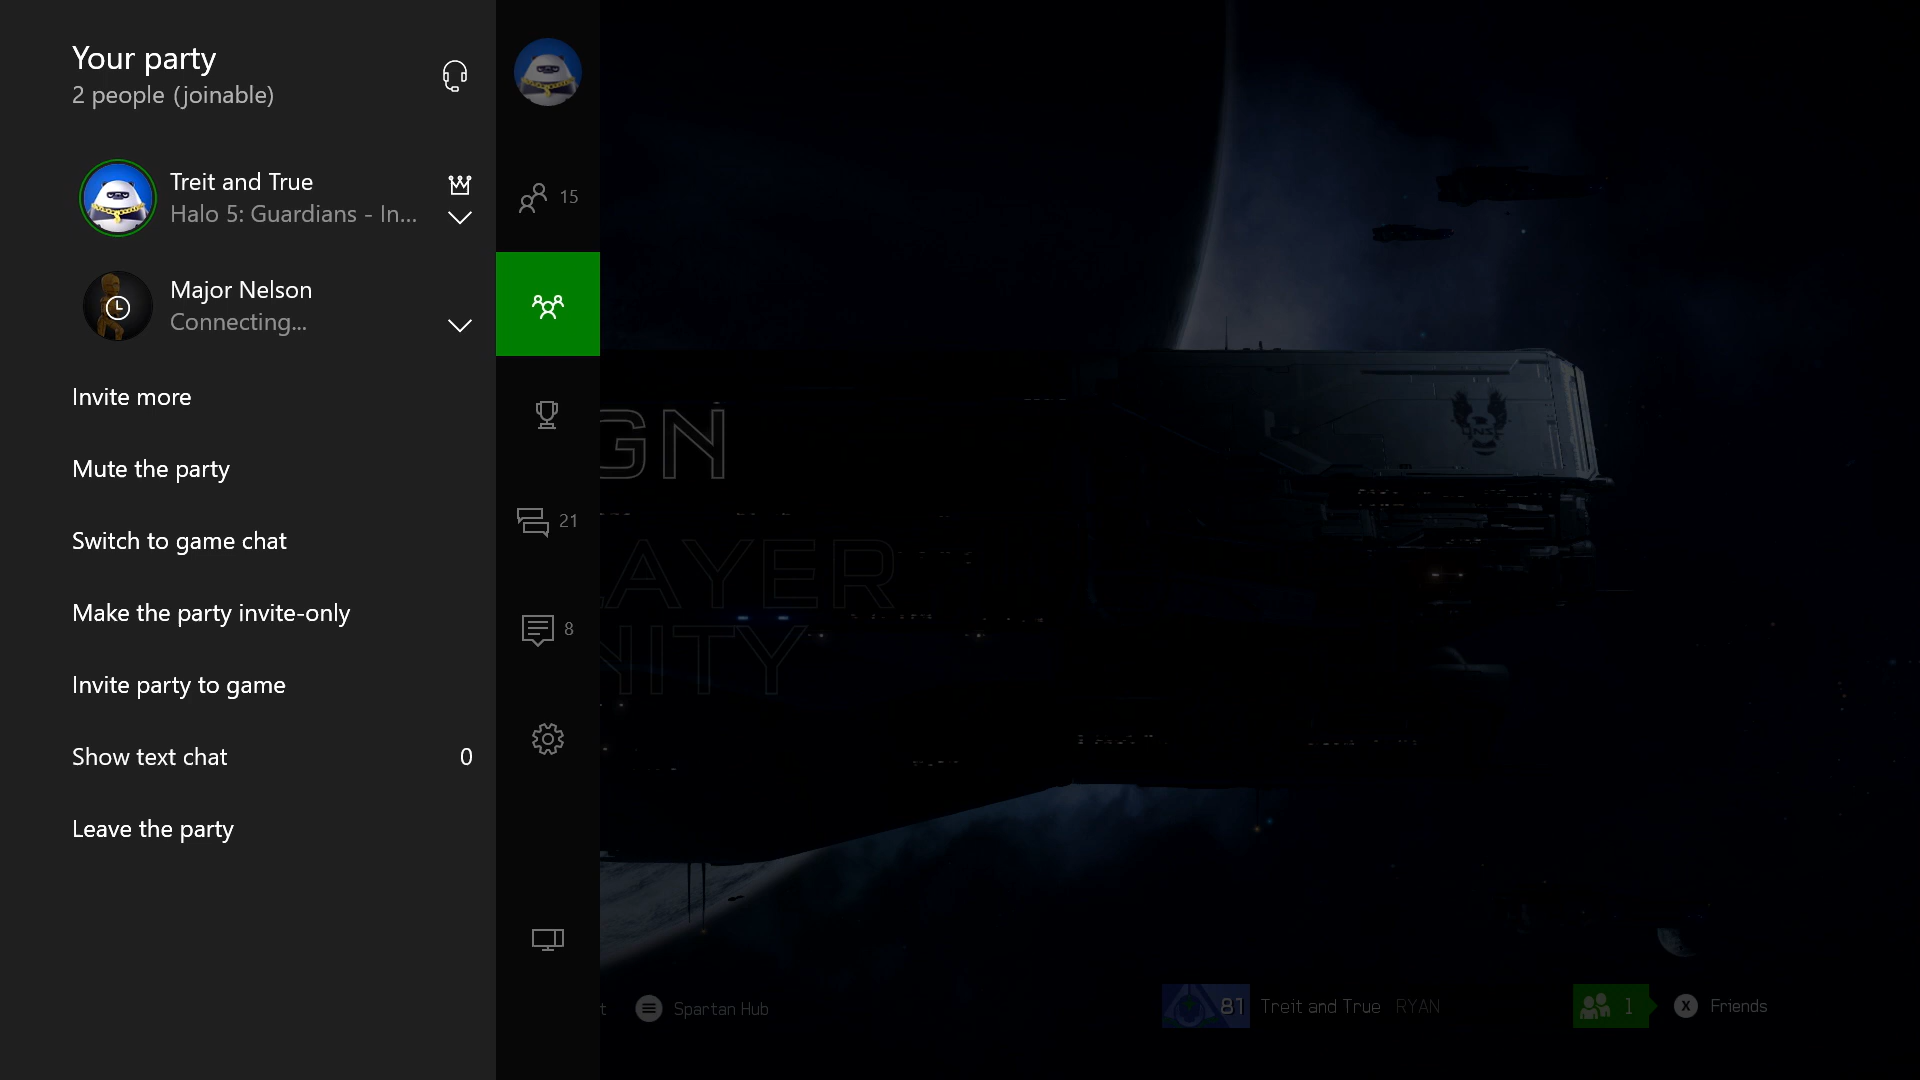 Your party
2 people (joinable)
Treit and True
Halo 5: Guardians - In...
Major Nelson
Connecting...
Invite more
Mute the party
Switch to game chat
Make the party invite-only
Invite party to game
Show text chat 0
Leave the party
15
21
8
GN
LAYER
NITY
UNSC
t
Spartan Hub
81 Treit and True RYAN
1
X Friends